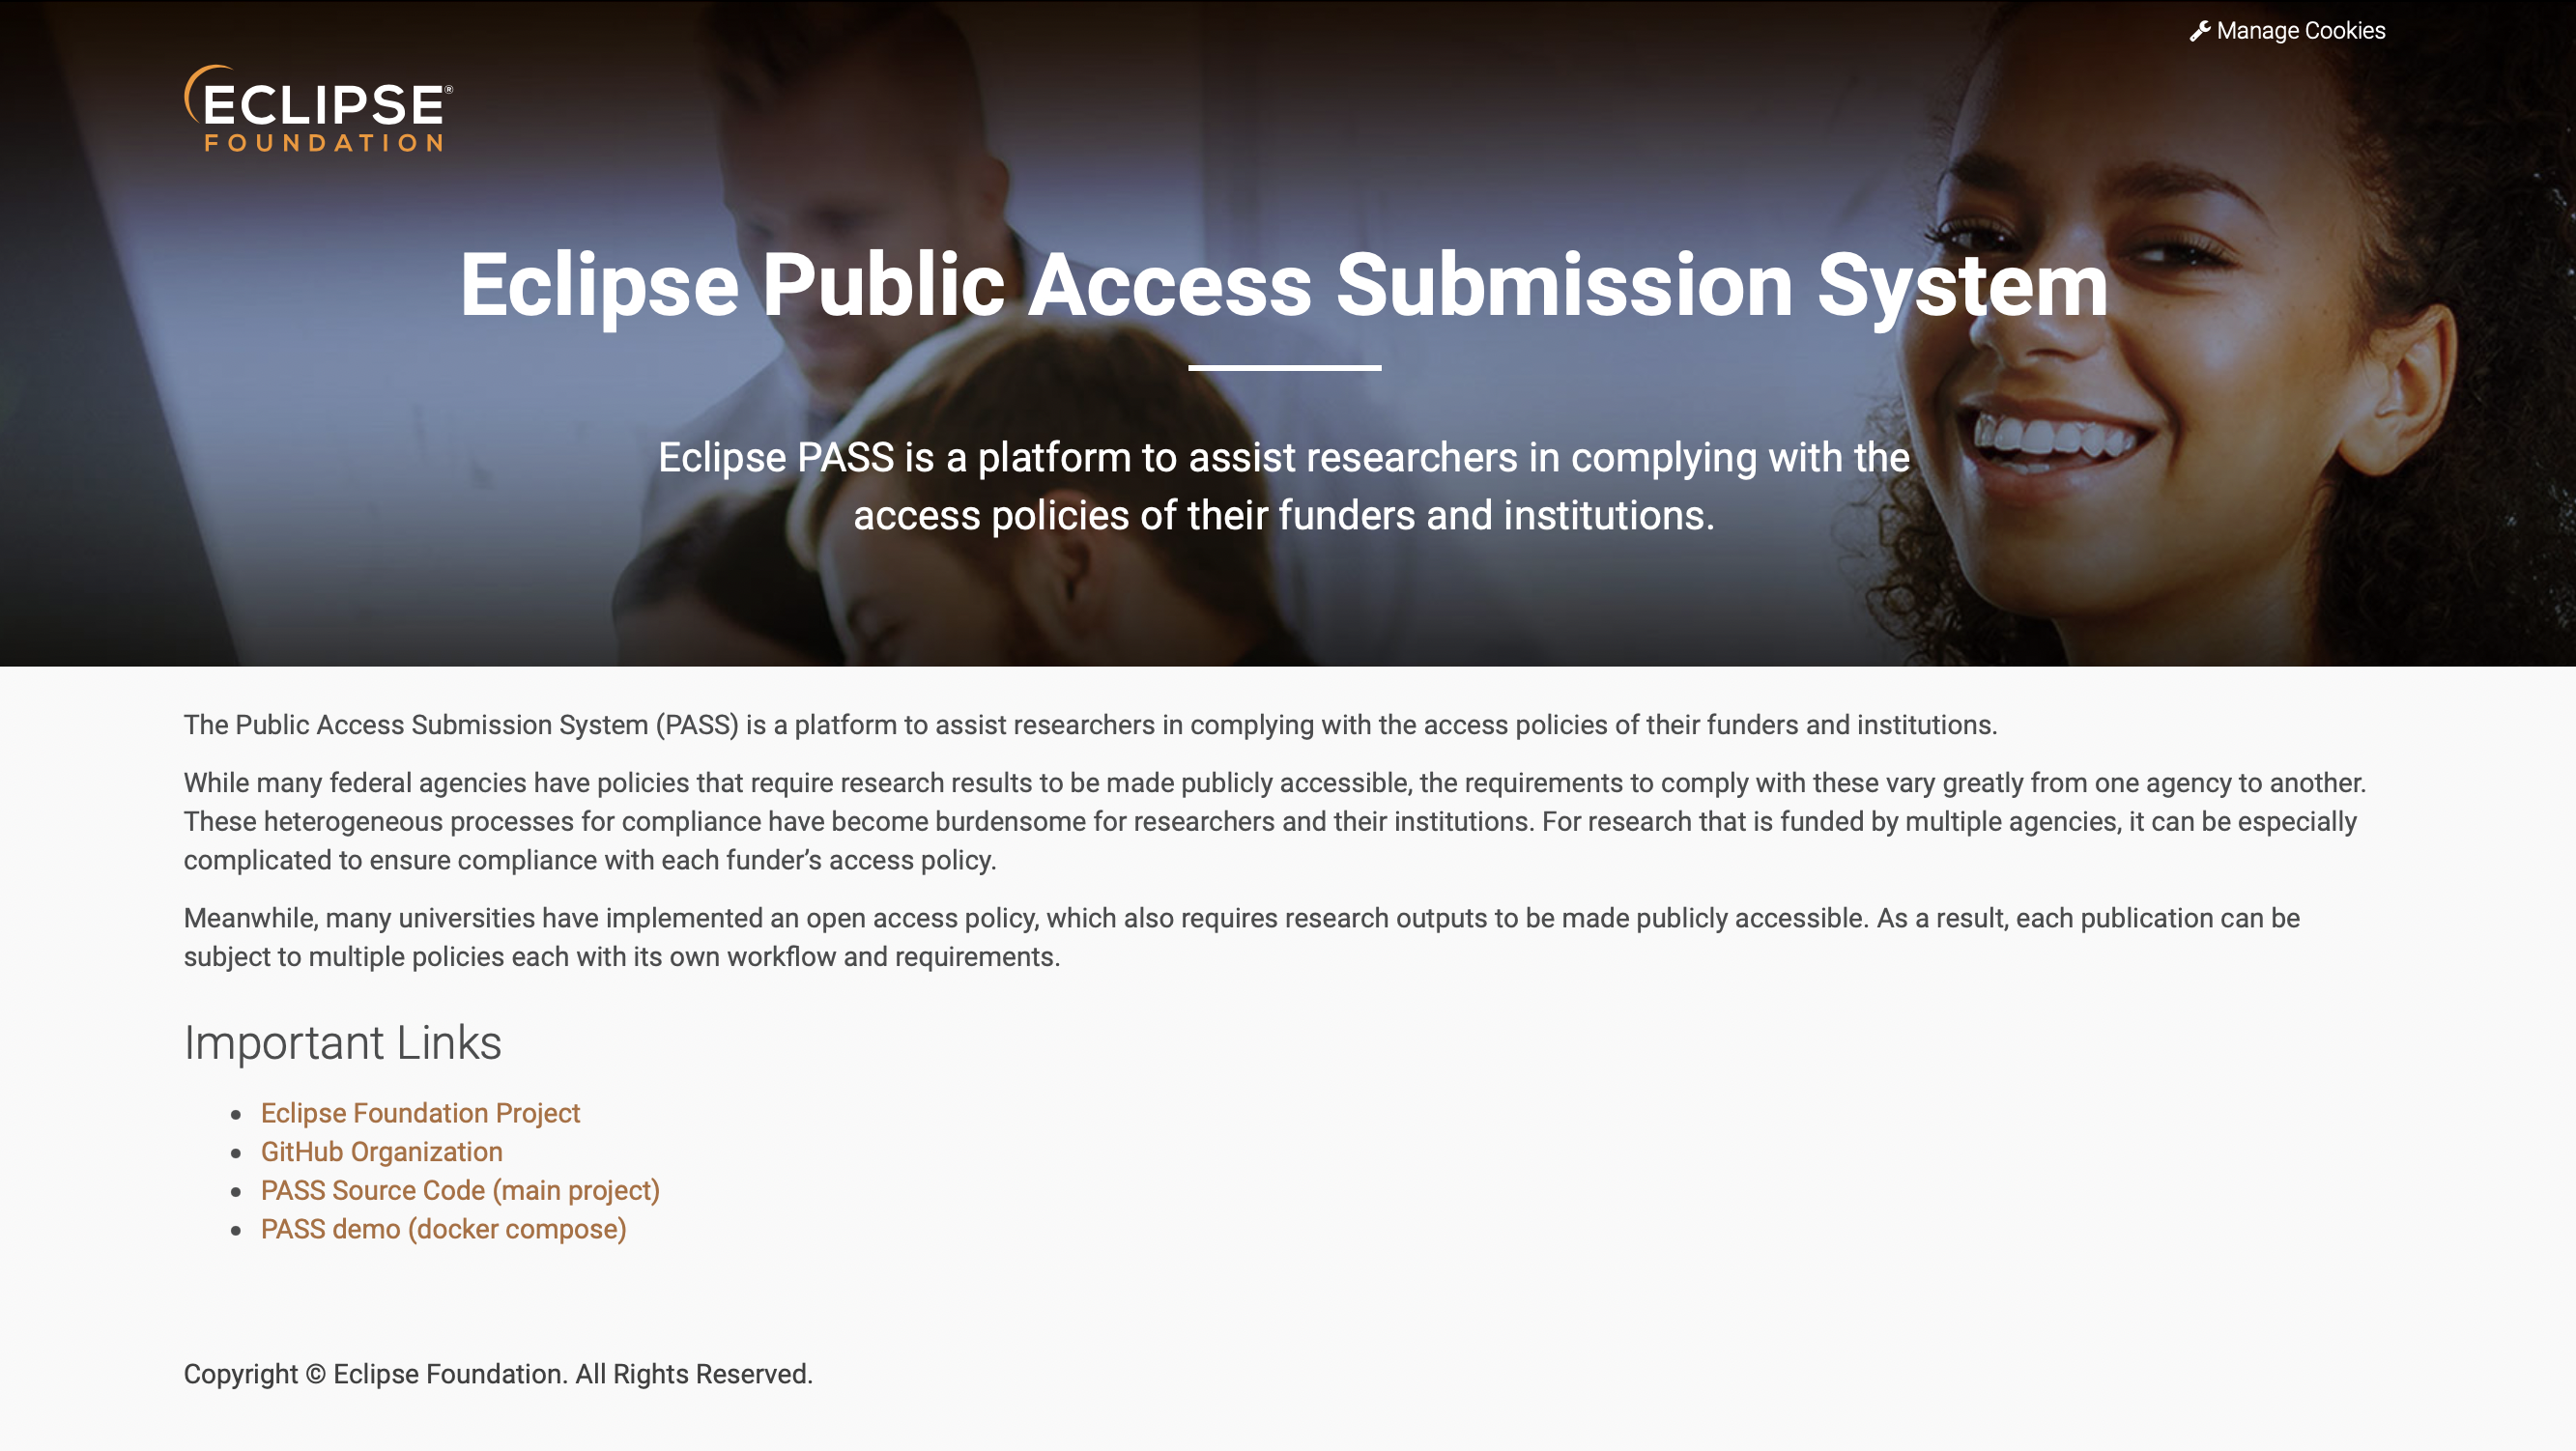 Manage Cookies
ECLIPSE®
FOUNDATION
Eclipse Public Access Submission System
Eclipse PASS is a platform to assist researchers in complying with the
access policies of their funders and institutions.
The Public Access Submission System (PASS) is a platform to assist researchers in complying with the access policies of their funders and institutions.
While many federal agencies have policies that require research results to be made publicly accessible, the requirements to comply with these vary greatly from one agency to another.
These heterogeneous processes for compliance have become burdensome for researchers and their institutions. For research that is funded by multiple agencies, it can be especially
complicated to ensure compliance with each funder’s access policy.
Meanwhile, many universities have implemented an open access policy, which also requires research outputs to be made publicly accessible. As a result, each publication can be
subject to multiple policies each with its own workflow and requirements.
Important Links
• Eclipse Foundation Project
• GitHub Organization
• PASS Source Code (main project)
• PASS demo (docker compose)
Copyright © Eclipse Foundation. All Rights Reserved.